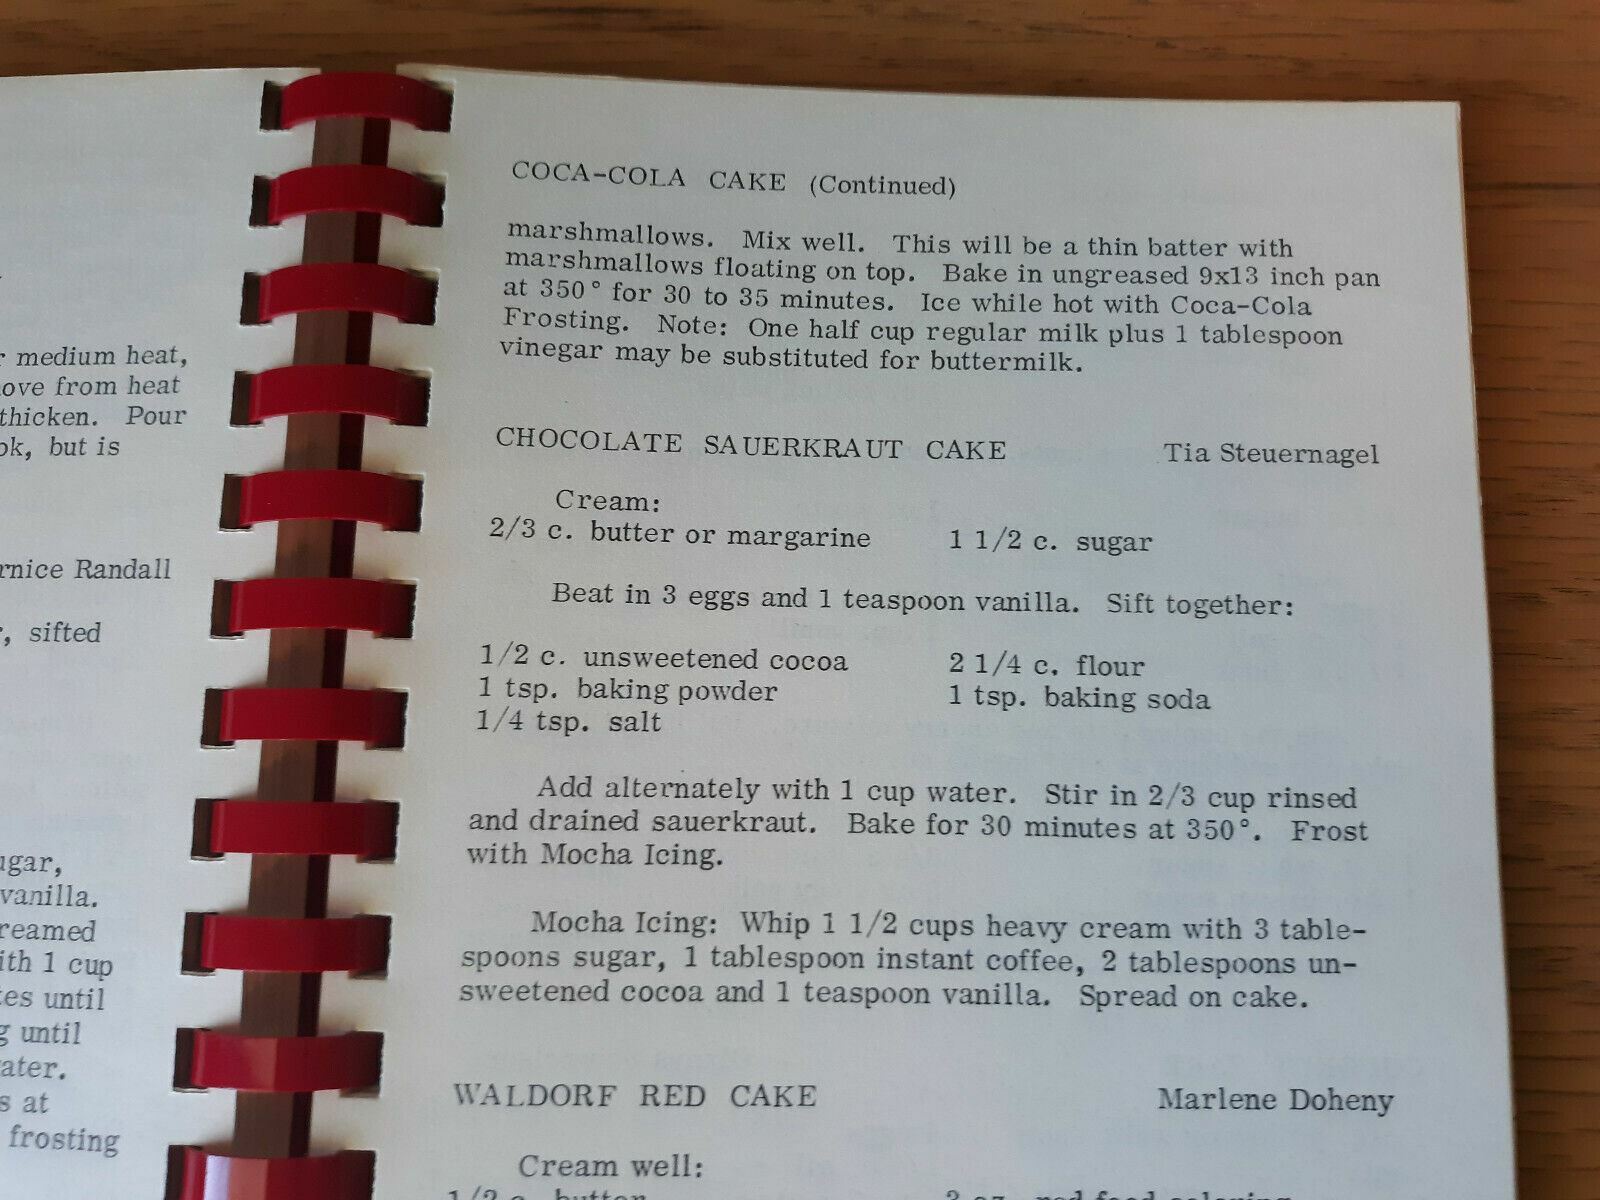 r medium heat,
ove from heat
thicken. Pour
ok, but is
rnice Randall
, sifted
ugar,
vanilla.
reamed
ith 1 cup
es until
g until
ater.
s at
frosting
COCA-COLA CAKE (Continued)
marshmallows. Mix well. This will be a thin batter with
marshmallows floating on top. Bake in ungreased 9x13 inch pan
at 350° for 30 to 35 minutes. Ice while hot with Coca-Cola
Frosting. Note: One half cup regular milk plus 1 tablespoon
vinegar may be substituted for buttermilk.
CHOCOLATE SAUERKRAUT CAKE Tia Steuernagel
Cream:
2/3 c. butter or margarine 1 1/2 c. sugar
Beat in 3 eggs and 1 teaspoon vanilla. Sift together:
1/2 c. unsweetened cocoa 2 1/4 c. flour
1 tsp. baking powder 1 tsp. baking soda
1/4 tsp. salt
Add alternately with 1 cup water. Stir in 2/3 cup rinsed
and drained sauerkraut. Bake for 30 minutes at 350°. Frost
with Mocha Icing.
Mocha Icing: Whip 1 1/2 cups heavy cream with 3 table-
spoons sugar, 1 tablespoon instant coffee, 2 tablespoons un-
sweetened cocoa and 1 teaspoon vanilla. Spread on cake.
WALDORF RED CAKE Marlene Doheny
Cream well:
1/2 c. butter 2 oz. red food coloring